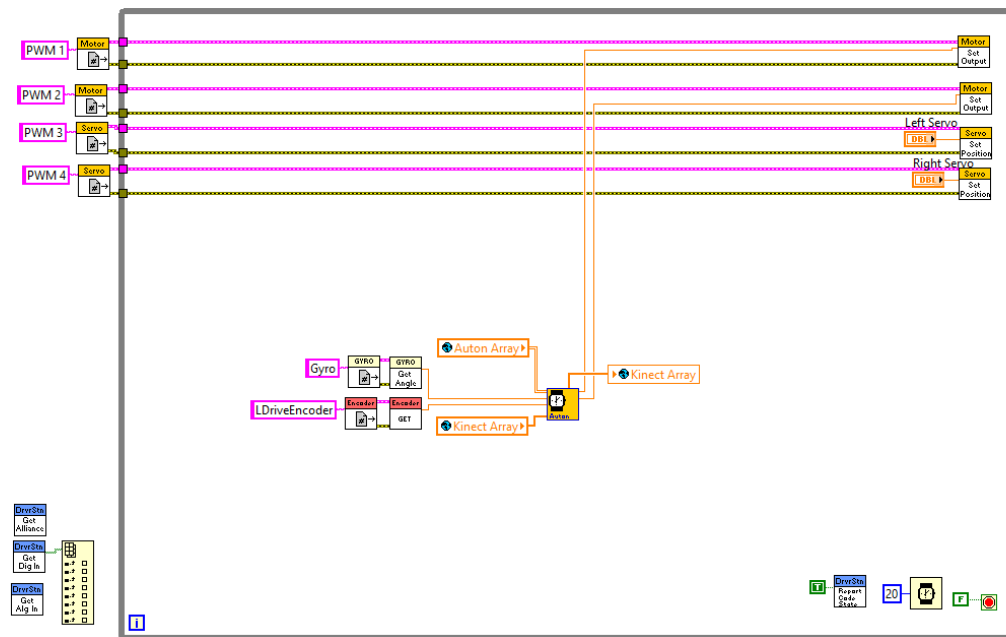 PWM 1
Motor
#
Motor
Set
Output
PWM 2
Motor
#
Motor
Set
Output
PWM 3
Servo
#
Left Servo
DBL
Servo
Set
Position
PWM 4
Servo
#
Right Servo
DBL
Servo
Set
Position
Auton Array
Gyro
GYRO
#
GYRO
Get
Angle
Kinect Array
LDriveEncoder
Encoder
#
Encoder
GET
Auton
Kinect Array
DrvrStn
Get
Alliance
DrvrStn
Get
Dig In
DrvrStn
Get
Alg In
i
T
DrvrStn
Report
Code
State
20
F